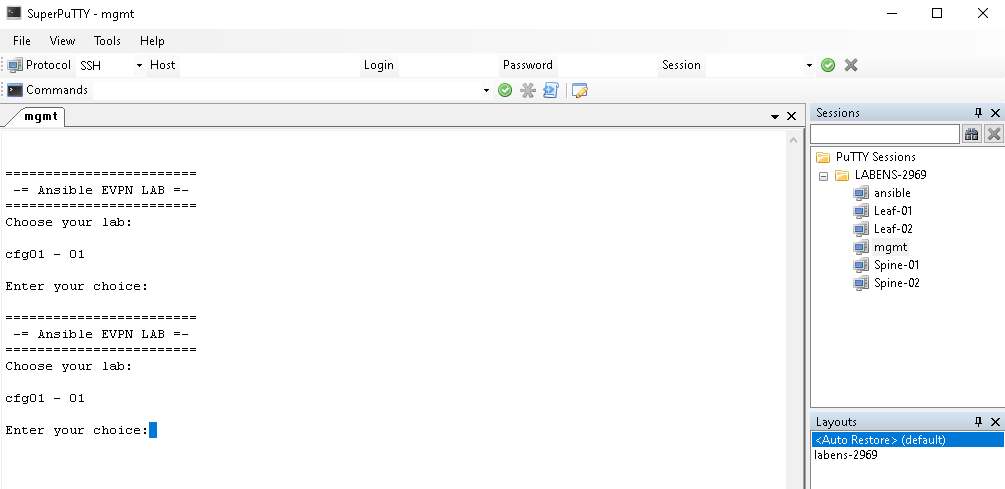 SuperPuTTY - mgmt
File View Tools Help
Protocol SSH Host Login Password Session
Commands
mgmt
========================
-= Ansible EVPN LAB =-
========================
Choose your lab:
cfg01 - 01
Enter your choice:
========================
-= Ansible EVPN LAB =-
========================
Choose your lab:
cfg01 - 01
Enter your choice:
Sessions
PuTTY Sessions
LABENS-2969
ansible
Leaf-01
Leaf-02
mgmt
Spine-01
Spine-02
Layouts
<Auto Restore> (default)
labens-2969